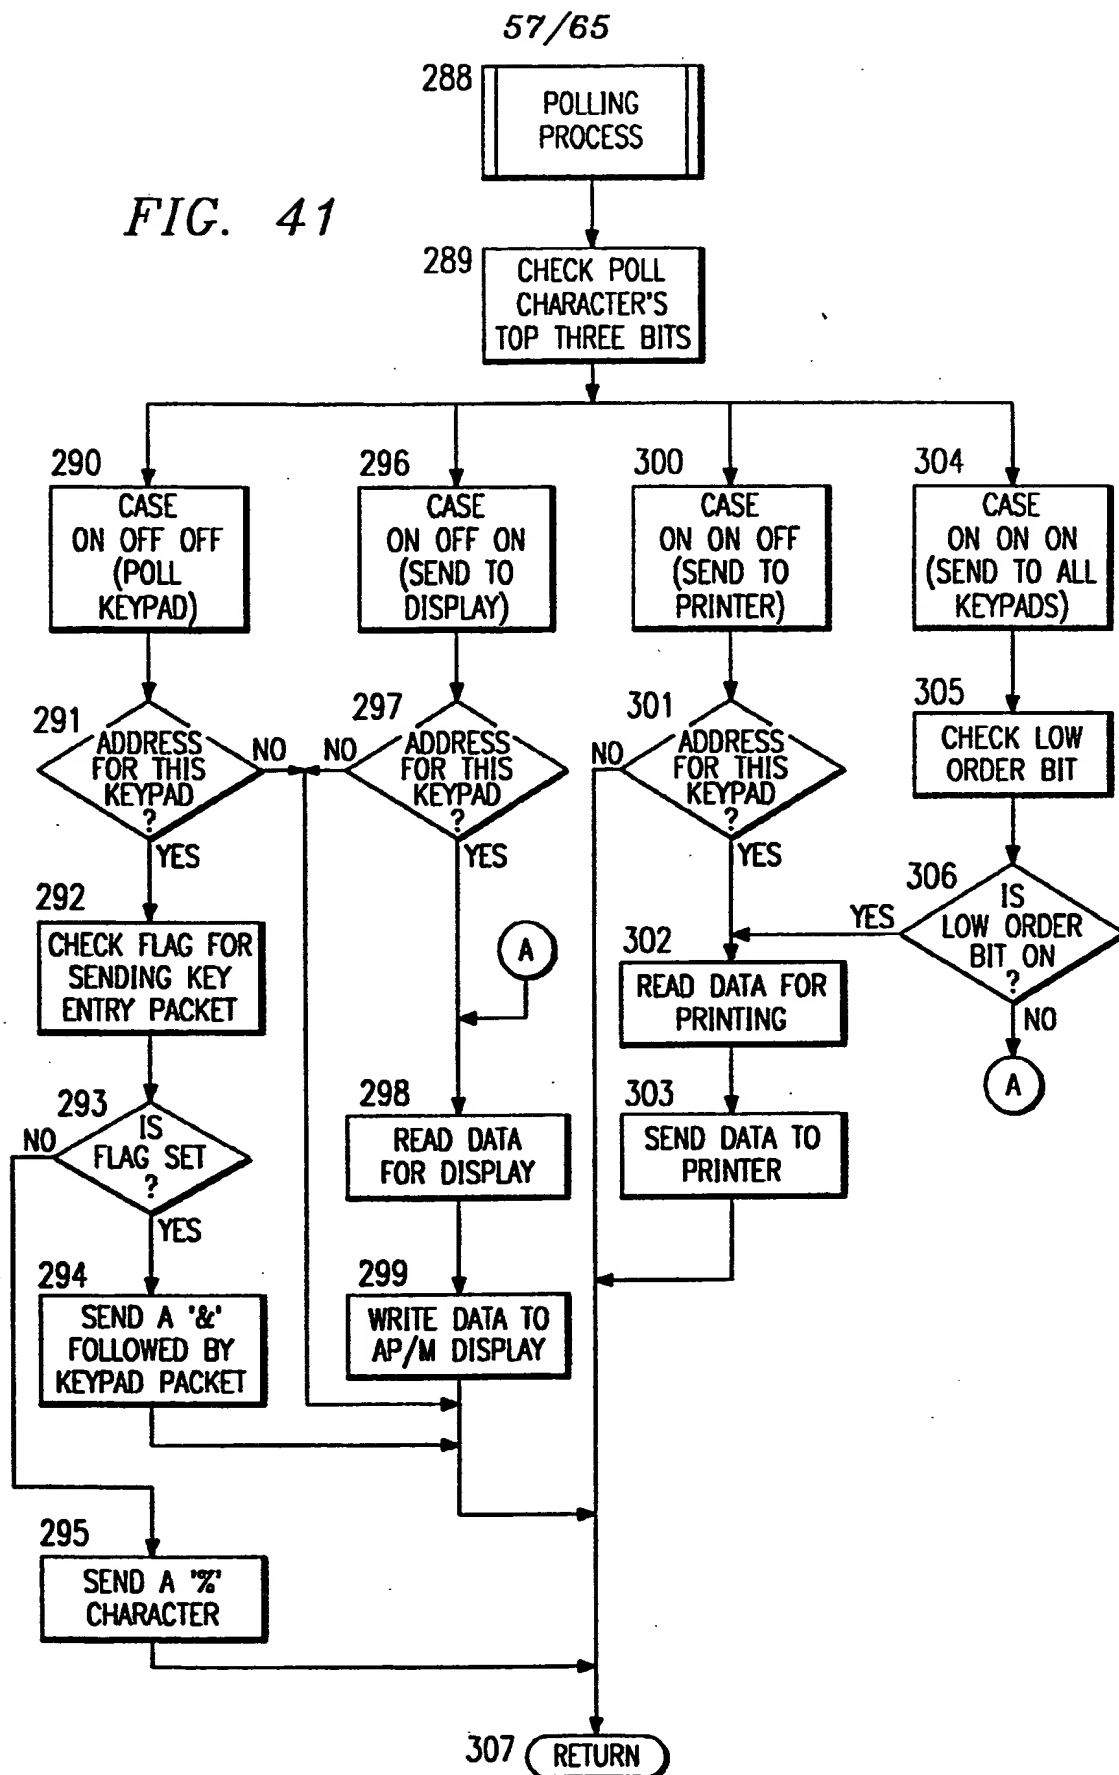 57/65
288
POLLING
PROCESS
FIG. 41
289
CHECK POLL
CHARACTER'S
TOP THREE BITS
290
CASE
ON OFF OFF
(POLL
KEYPAD)
296
CASE
ON OFF ON
(SEND TO
DISPLAY)
300
CASE
ON ON OFF
(SEND TO
PRINTER)
304
CASE
ON ON ON
(SEND TO ALL
KEYPADS)
291
ADDRESS
FOR THIS
KEYPAD
?
NO
YES
297
NO
ADDRESS
FOR THIS
KEYPAD
?
YES
301
NO
ADDRESS
FOR THIS
KEYPAD
?
YES
305
CHECK LOW
ORDER BIT
306
IS
LOW ORDER
BIT ON
?
YES
NO
A
292
CHECK FLAG FOR
SENDING KEY
ENTRY PACKET
A
302
READ DATA FOR
PRINTING
293
NO
IS
FLAG SET
?
YES
298
READ DATA
FOR DISPLAY
303
SEND DATA TO
PRINTER
294
SEND A '&'
FOLLOWED BY
KEYPAD PACKET
299
WRITE DATA TO
AP/M DISPLAY
295
SEND A '%'
CHARACTER
307
RETURN